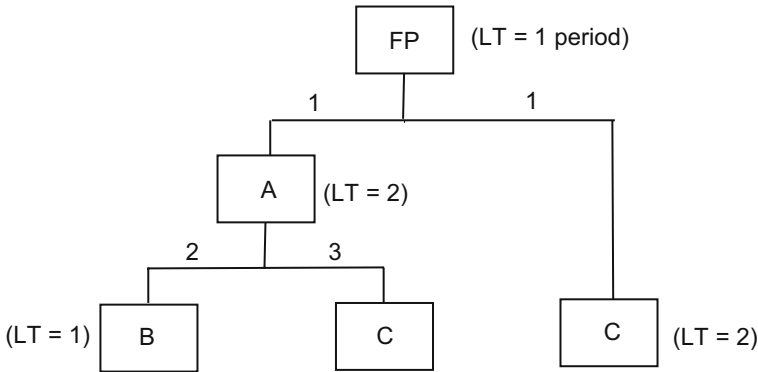 FP (LT = 1 period)
1 1
A (LT = 2)
2 3
(LT = 1) B C C (LT = 2)